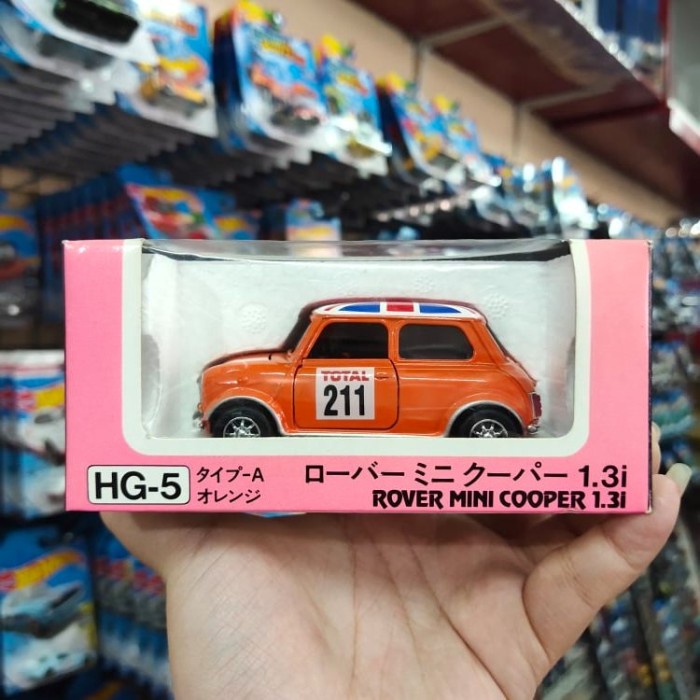 TOTAL
211
HG-5
タイプ-A
オレンジ
ローバー ミニ クーパー 1.3i
ROVER MINI COOPER 1.3i